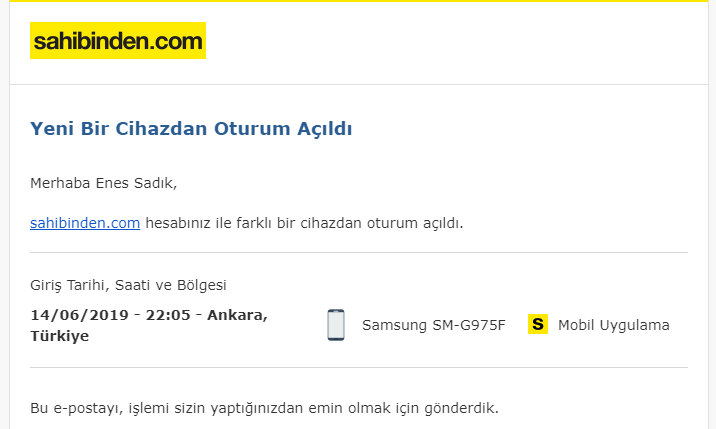 sahibinden.com
Yeni Bir Cihazdan Oturum Açıldı
Merhaba Enes Sadık,
sahibinden.com hesabınız ile farklı bir cihazdan oturum açıldı.
Giriş Tarihi, Saati ve Bölgesi
14/06/2019 - 22:05 - Ankara,
Türkiye
Samsung SM-G975F
S Mobil Uygulama
Bu e-postayı, işlemi sizin yaptığınızdan emin olmak için gönderdik.